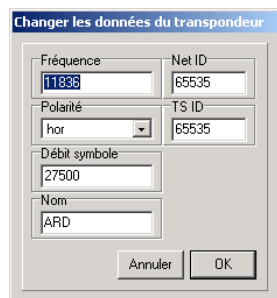 Changer les données du transpondeur
Fréquence
11836
Net ID
65535
Polarité
hor
TS ID
65535
Débit symbole
27500
Nom
ARD
Annuler
OK